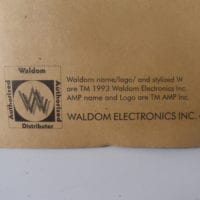 Waldom
Authorized
Authorized
Distributer
Waldom name/logo/ and stylized W
are TM 1993 Waldom Electronics Inc.
AMP name and Logo are TM AMP Inc.
WALDOM ELECTRONICS INC.